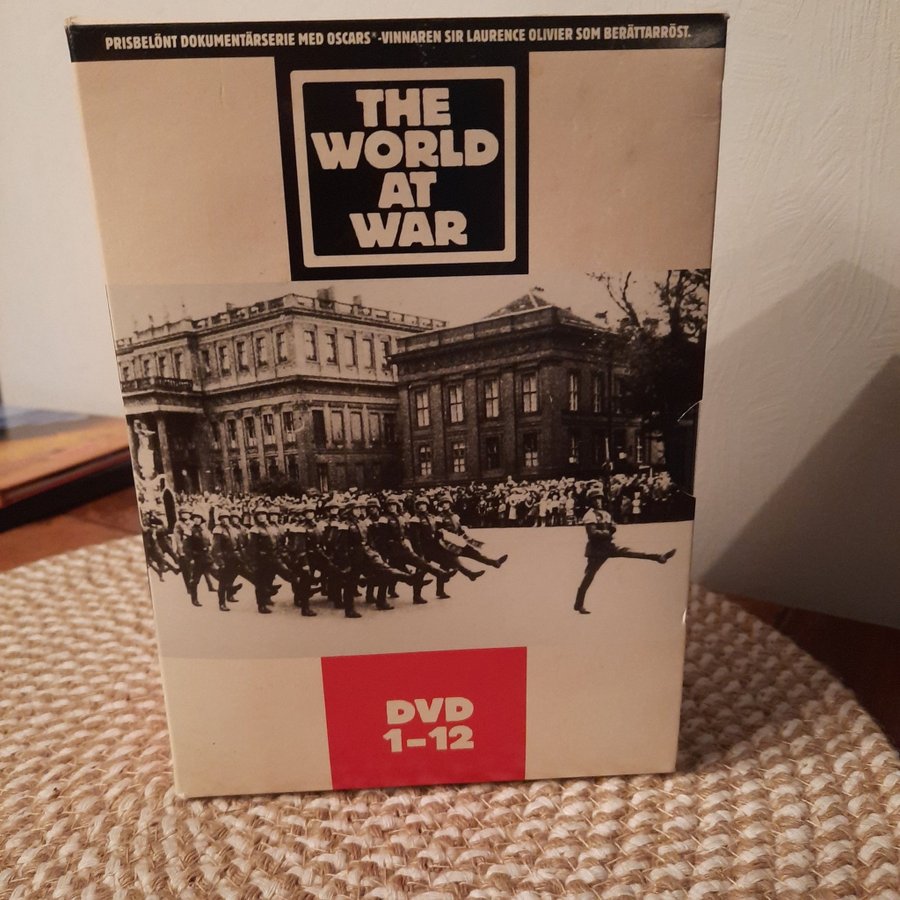 PRISBELÖNT DOKUMENTÄRSERIE MED OSCARS®-VINNAREN SIR LAURENCE OLIVIER SOM BERÄTTARRÖST.
THE
WORLD
AT
WAR
DVD
1-12